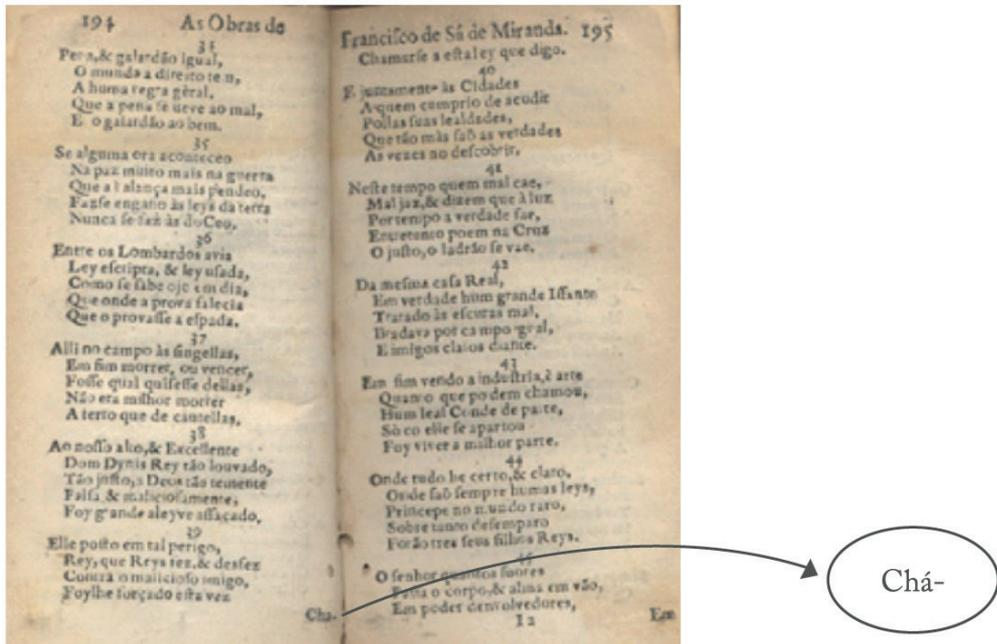 194 As Obras de
33
Pena,& galardão igual,
O mundo a direito tem,
A huma regra gèral,
Que a pena se deve ao mal,
E o galardão ao bem.
35
Se alguma ora aconteceo
Na paz muito mais na guerra
Que a balança mais pendeo,
Fazse engano às leys da terra
Nunca se faz às do Ceo.
36
Entre os Lombardos avia
Ley escripta, & ley usada,
Como se sabe oje em dia,
Que onde a prova falecia
Que o provasse a espada.
37
Alli no campo às singellas,
Em fim morrer, ou vencer,
Fosse qual quisesse dellas,
Não era milhor morrer
A ferro que de cautellas,
38
Ao nosso alto,& Excellente
Dom Dynis Rey tão louvado,
Tão justo,a Deos tão temente
Falsa,& maliciosamente,
Foy grande aleyve assacado,
39
Elle posto em tal perigo,
Rey, que Reys fez,& desfez
Contra o malicioso imigo,
Foylhe forçado esta vez
Cha-
Francisco de Sá de Miranda. 195
Chamarse a esta ley que digo.
40
E juntamente às Cidades
A quem comprio de acudir
Pollas suas lealdades,
Que tão màs saõ as verdades
As vezes no descobrir.
41
Neste tempo quem mal cae,
Mal jaz,& dizem que à luz
Por tempo a verdade sae,
Entretanto poem na Cruz
O justo,o ladrão se vae.
42
Da mesma casa Real,
Em verdade hum grande Iffante
Tratado às escuras mal,
Bradava por campo igual,
E imigos claros diante.
43
Em fim vendo a industria,è arte
Quanto que podem chamou,
Hum leal Conde de parte,
Sò co elle se apartou
Foy viver a milhor parte.
44
Onde tudo he certo,& claro,
Onde saõ sempre humas leys,
Principe no mundo raro,
Sobre tanto desemparo
Forão tres seus filhos Reys.
45
O senhor quantos suores
Passa o corpo,& alma em vão,
Em poder denvolvedores,
I2 Em
Chá-